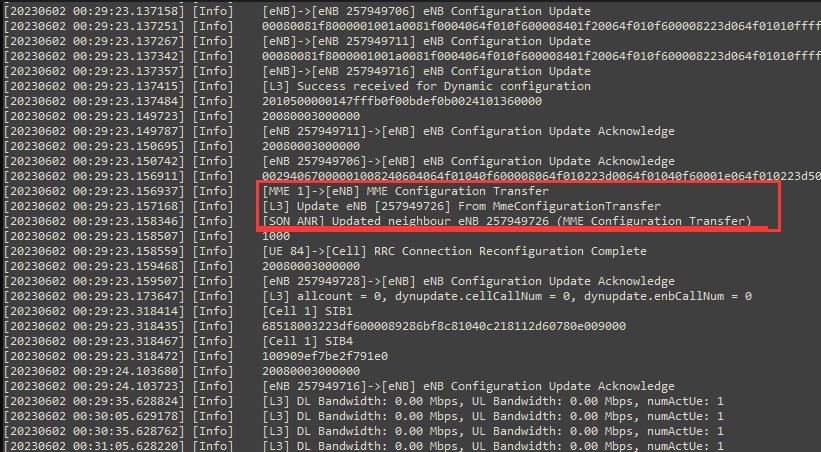 [20230602 00:29:23.137158] [Info] [eNB]->[eNB 257949706] eNB Configuration Update
[20230602 00:29:23.137251] [Info] 00080081f8000001001a0081f0004064f010f600008401f20064f010f600008223d064f01010ffff
[20230602 00:29:23.137267] [Info] [eNB]->[eNB 257949711] eNB Configuration Update
[20230602 00:29:23.137342] [Info] 00080081f8000001001a0081f0004064f010f600008401f20064f010f600008223d064f01010ffff
[20230602 00:29:23.137357] [Info] [eNB]->[eNB 257949716] eNB Configuration Update
[20230602 00:29:23.137415] [Info] [L3] Success received for Dynamic configuration
[20230602 00:29:23.137484] [Info] 2010500000147fffb0f00bdef0b0024101360000
[20230602 00:29:23.149723] [Info] 20080003000000
[20230602 00:29:23.149787] [Info] [eNB 257949711]->[eNB] eNB Configuration Update Acknowledge
[20230602 00:29:23.150695] [Info] 20080003000000
[20230602 00:29:23.150742] [Info] [eNB 257949706]->[eNB] eNB Configuration Update Acknowledge
[20230602 00:29:23.156911] [Info] 00294067000001008240604064f01040f600068064f010223d0064f01040f60001e064f010223d50
[20230602 00:29:23.156937] [Info] [MME 1]->[eNB] MME Configuration Transfer
[20230602 00:29:23.157168] [Info] [L3] Update eNB [257949726] From MmeConfigurationTransfer
[20230602 00:29:23.158346] [Info] [SON ANR] Updated neighbour eNB 257949726 (MME Configuration Transfer)
[20230602 00:29:23.158507] [Info] 1000
[20230602 00:29:23.158559] [Info] [UE 84]->[Cell] RRC Connection Reconfiguration Complete
[20230602 00:29:23.159468] [Info] 20080003000000
[20230602 00:29:23.159507] [Info] [eNB 257949728]->[eNB] eNB Configuration Update Acknowledge
[20230602 00:29:23.173647] [Info] [L3] allcount = 0, dynupdate.cellCallNum = 0, dynupdate.enbCallNum = 0
[20230602 00:29:23.318414] [Info] [Cell 1] SIB1
[20230602 00:29:23.318435] [Info] 68518003223df6000089286bf8c81040c218112d60780e009000
[20230602 00:29:23.318467] [Info] [Cell 1] SIB4
[20230602 00:29:23.318472] [Info] 100909ef7be2f791e0
[20230602 00:29:24.103680] [Info] 20080003000000
[20230602 00:29:24.103723] [Info] [eNB 257949716]->[eNB] eNB Configuration Update Acknowledge
[20230602 00:29:35.628824] [Info] [L3] DL Bandwidth: 0.00 Mbps, UL Bandwidth: 0.00 Mbps, numActUe: 1
[20230602 00:30:05.629178] [Info] [L3] DL Bandwidth: 0.00 Mbps, UL Bandwidth: 0.00 Mbps, numActUe: 1
[20230602 00:30:35.628762] [Info] [L3] DL Bandwidth: 0.00 Mbps, UL Bandwidth: 0.00 Mbps, numActUe: 1
[20230602 00:31:05.628220] [Info] [L3] DL Bandwidth: 0.00 Mbps, UL Bandwidth: 0.00 Mbps, numActUe: 1